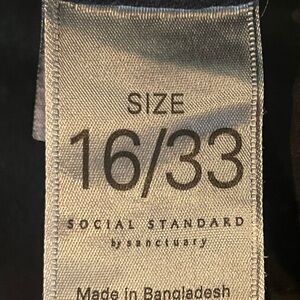 SIZE
16/33
SOCIAL STANDARD
by sanctuary
Made in Bangladesh